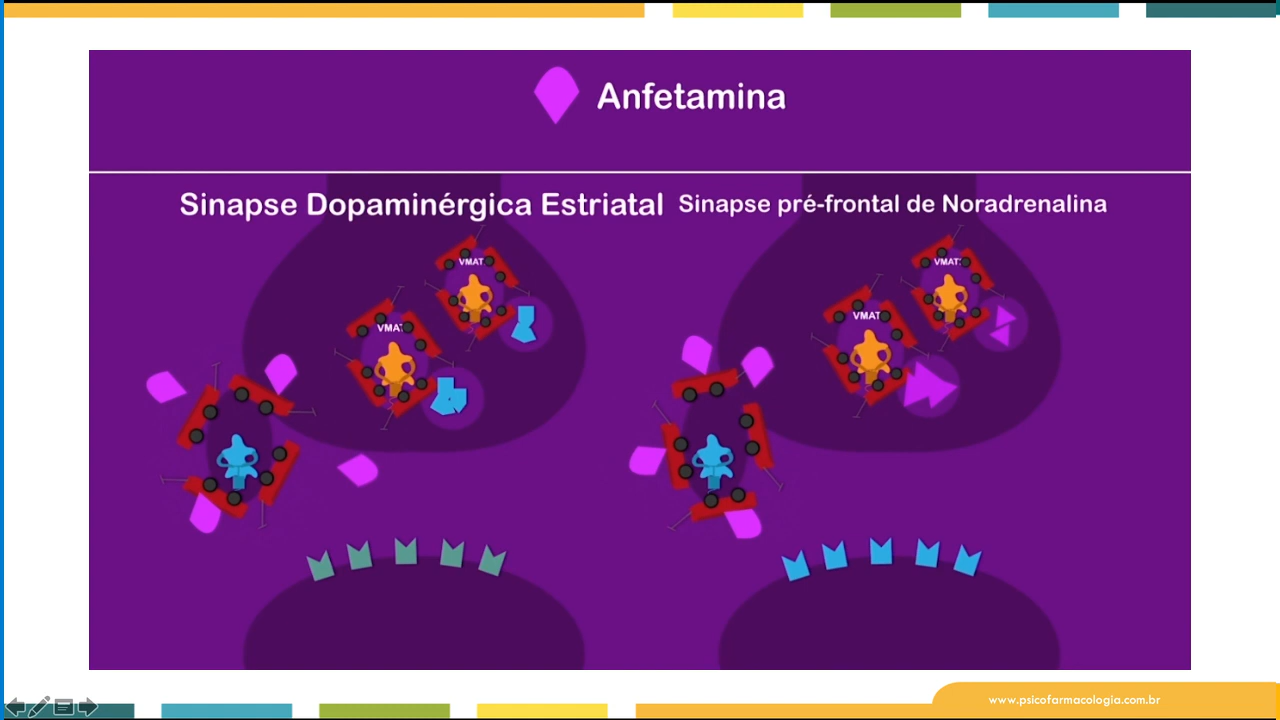 Anfetamina
Sinapse Dopaminérgica Estriatal
Sinapse pré-frontal de Noradrenalina
VMAT
VMAT
VMAT
VMAT
www.psicofarmacologia.com.br